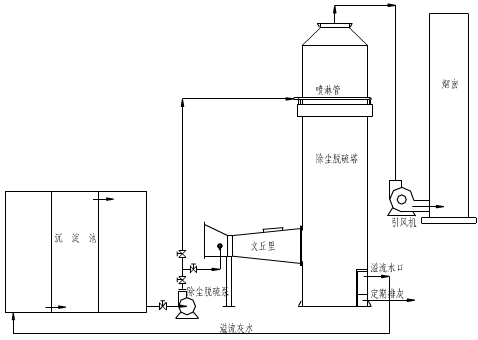 喷淋管
烟囱
除尘脱硫塔
沉淀池
文丘里
引风机
溢流水口
除尘脱硫泵
定期排灰
溢流灰水